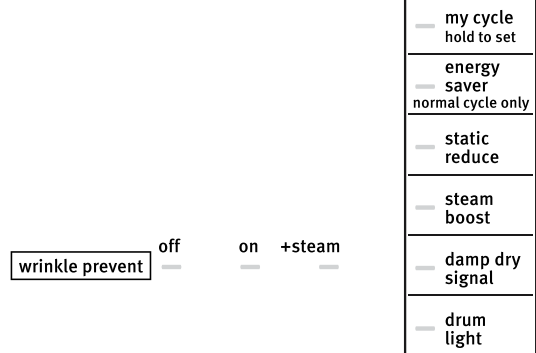 my cycle
hold to set
energy
saver
normal cycle only
static
reduce
steam
boost
off on +steam
wrinkle prevent
damp dry
signal
drum
light